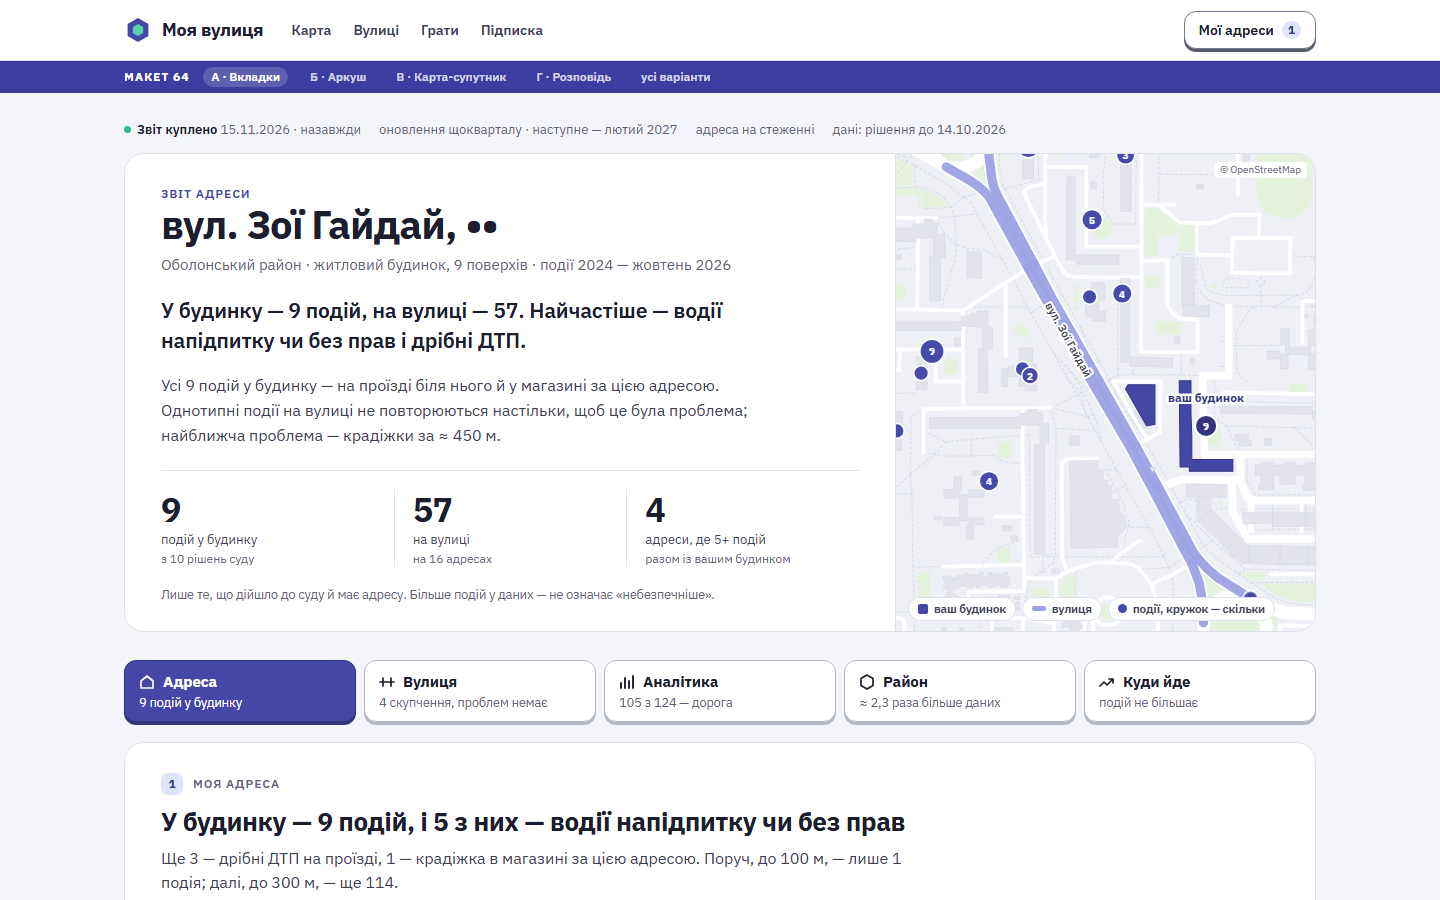 Моя вулиця
Карта
Вулиці
Грати
Підписка
Мої адреси 1
МАКЕТ 64
А · Вкладки
Б · Аркуш
В · Карта-супутник
Г · Розповідь
усі варіанти
Звіт куплено 15.11.2026 · назавжди
оновлення щокварталу · наступне — лютий 2027
адреса на стеженні
дані: рішення до 14.10.2026
ЗВІТ АДРЕСИ
вул. Зої Гайдай, ••
Оболонський район · житловий будинок, 9 поверхів · події 2024 — жовтень 2026
У будинку — 9 подій, на вулиці — 57. Найчастіше — водії
напідпитку чи без прав і дрібні ДТП.
Усі 9 подій у будинку — на проїзді біля нього й у магазині за цією адресою.
Однотипні події на вулиці не повторюються настільки, щоб це була проблема;
найближча проблема — крадіжки за ≈ 450 м.
9
подій у будинку
з 10 рішень суду
57
на вулиці
на 16 адресах
4
адреси, де 5+ подій
разом із вашим будинком
Лише те, що дійшло до суду й має адресу. Більше подій у даних — не означає «небезпечніше».
3
© OpenStreetMap
5
4
вул. Зої Гайдай
9
2
ваш будинок
9
4
ваш будинок
вулиця
події, кружок — скільки
Адреса
9 подій у будинку
Вулиця
4 скупчення, проблем немає
Аналітика
105 з 124 — дорога
Район
≈ 2,3 раза більше даних
Куди йде
подій не більшає
1 МОЯ АДРЕСА
У будинку — 9 подій, і 5 з них — водії напідпитку чи без прав
Ще 3 — дрібні ДТП на проїзді, 1 — крадіжка в магазині за цією адресою. Поруч, до 100 м, — лише 1
подія; далі, до 300 м, — ще 114.